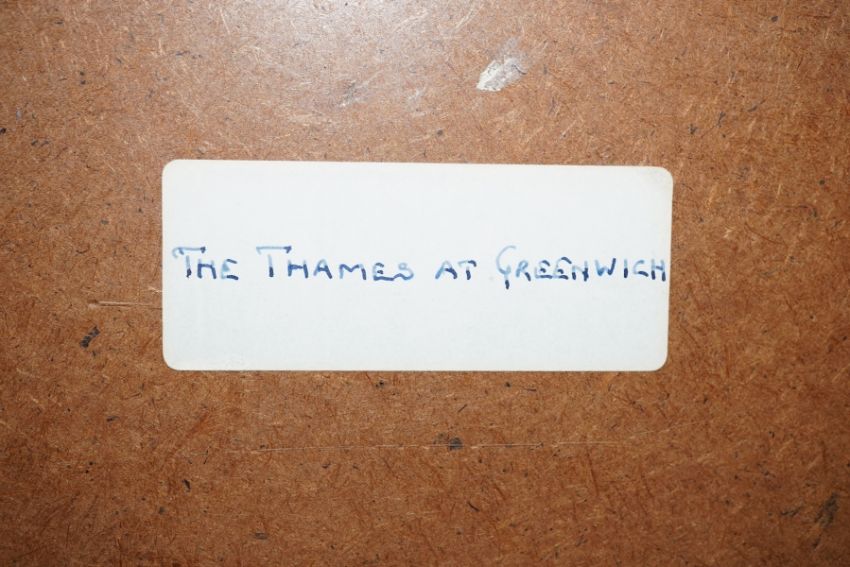 The Thames at Greenwich